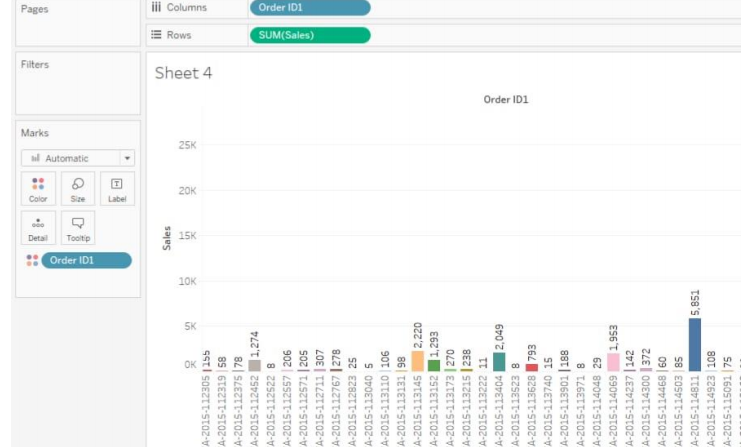 Pages
Columns
Order ID1
Rows
SUM(Sales)
Filters
Sheet 4
Order ID1
Marks
Automatic
Color
Size
Label
Detail
Tooltip
Order ID1
Sales
25K
20K
15K
10K
5K
0K
155
58
78
1,274
8
206
205
307
278
25
5
106
98
2,220
1,293
270
238
11
2,049
8
793
15
188
8
29
1,953
142
372
60
85
5,851
108
75
A-2015-112305
A-2015-112319
A-2015-112375
A-2015-112452
A-2015-112522
A-2015-112557
A-2015-112571
A-2015-112711
A-2015-112767
A-2015-112823
A-2015-113040
A-2015-113110
A-2015-113131
A-2015-113145
A-2015-113152
A-2015-113173
A-2015-113215
A-2015-113222
A-2015-113404
A-2015-113523
A-2015-113628
A-2015-113740
A-2015-113901
A-2015-113971
A-2015-114048
A-2015-114069
A-2015-114237
A-2015-114300
A-2015-114468
A-2015-114503
A-2015-114811
A-2015-114923
A-2015-115091